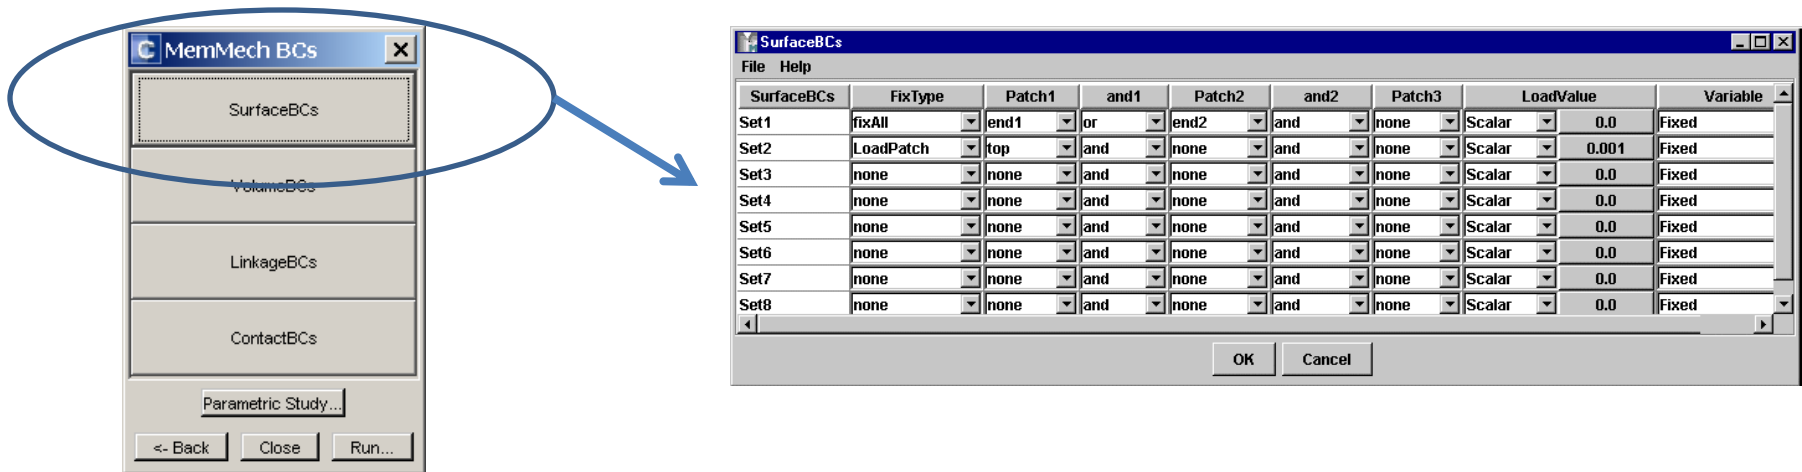 MemMech BCs
SurfaceBCs
VolumeBCs
LinkageBCs
ContactBCs
Parametric Study...
<- Back Close Run...
SurfaceBCs
File Help
SurfaceBCs FixType Patch1 and1 Patch2 and2 Patch3 LoadValue Variable
Set1 fixAll end1 or end2 and none Scalar 0.0 Fixed
Set2 LoadPatch top and none and none Scalar 0.001 Fixed
Set3 none none and none and none Scalar 0.0 Fixed
Set4 none none and none and none Scalar 0.0 Fixed
Set5 none none and none and none Scalar 0.0 Fixed
Set6 none none and none and none Scalar 0.0 Fixed
Set7 none none and none and none Scalar 0.0 Fixed
Set8 none none and none and none Scalar 0.0 Fixed
OK Cancel